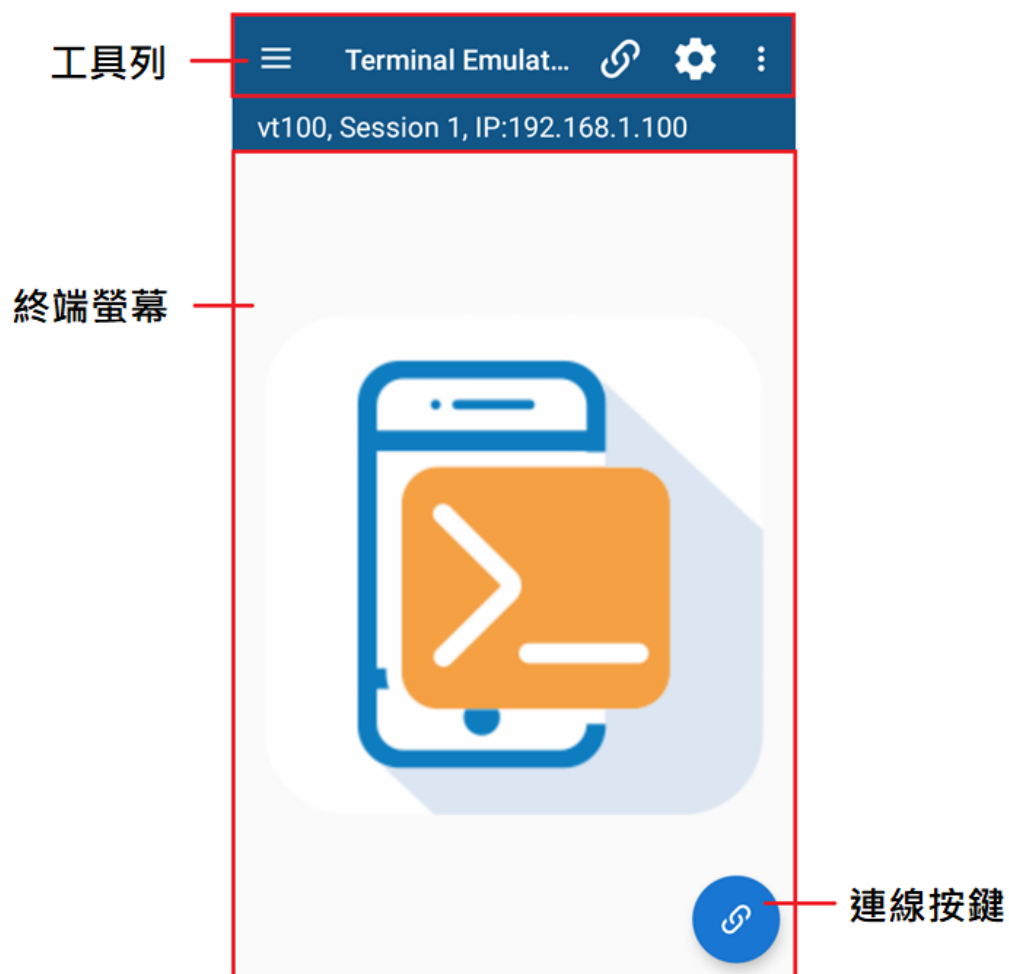 工具列
Terminal Emulat...
vt100, Session 1, IP:192.168.1.100
終端螢幕
連線按鍵